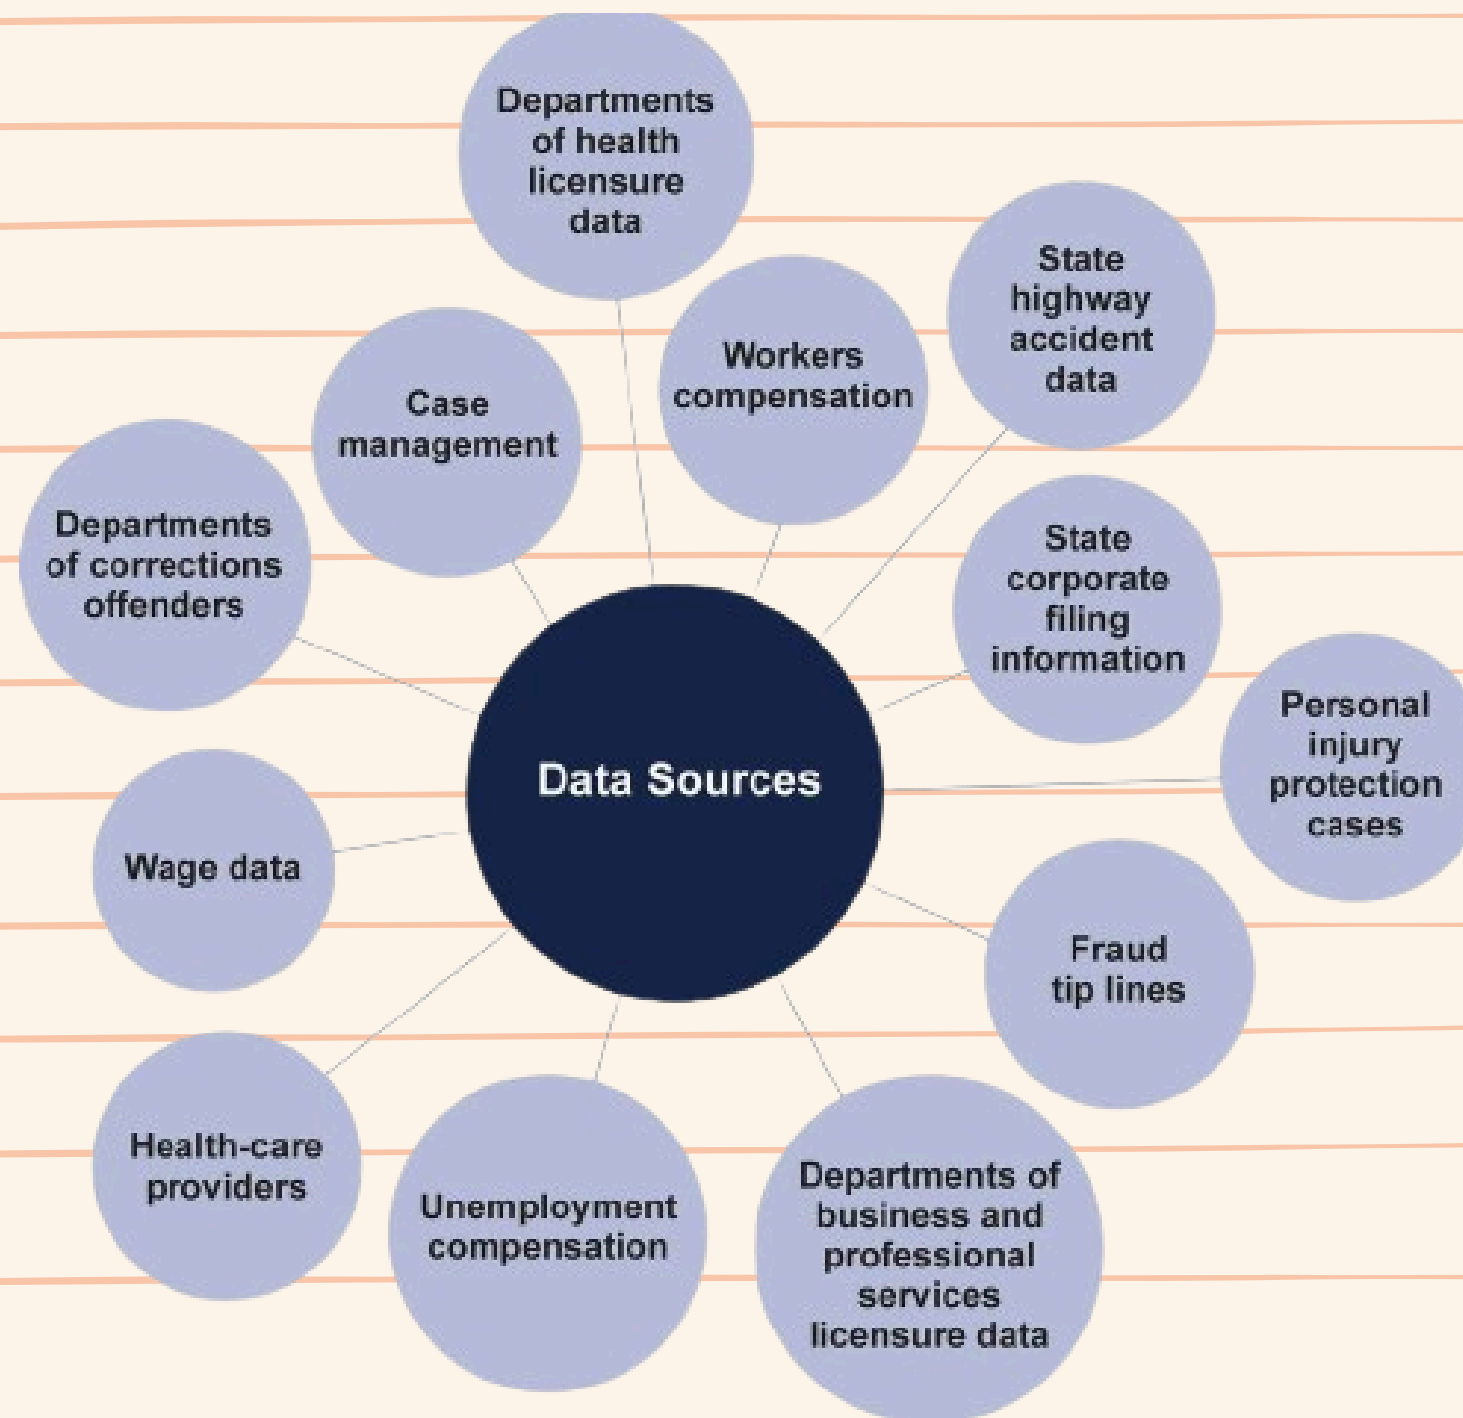 Departments
of health
licensure
data
State
highway
accident
data
Workers
compensation
Case
management
Departments
of corrections
offenders
State
corporate
filing
information
Personal
injury
protection
cases
Data Sources
Wage data
Fraud
tip lines
Health-care
providers
Unemployment
compensation
Departments of
business and
professional
services
licensure data